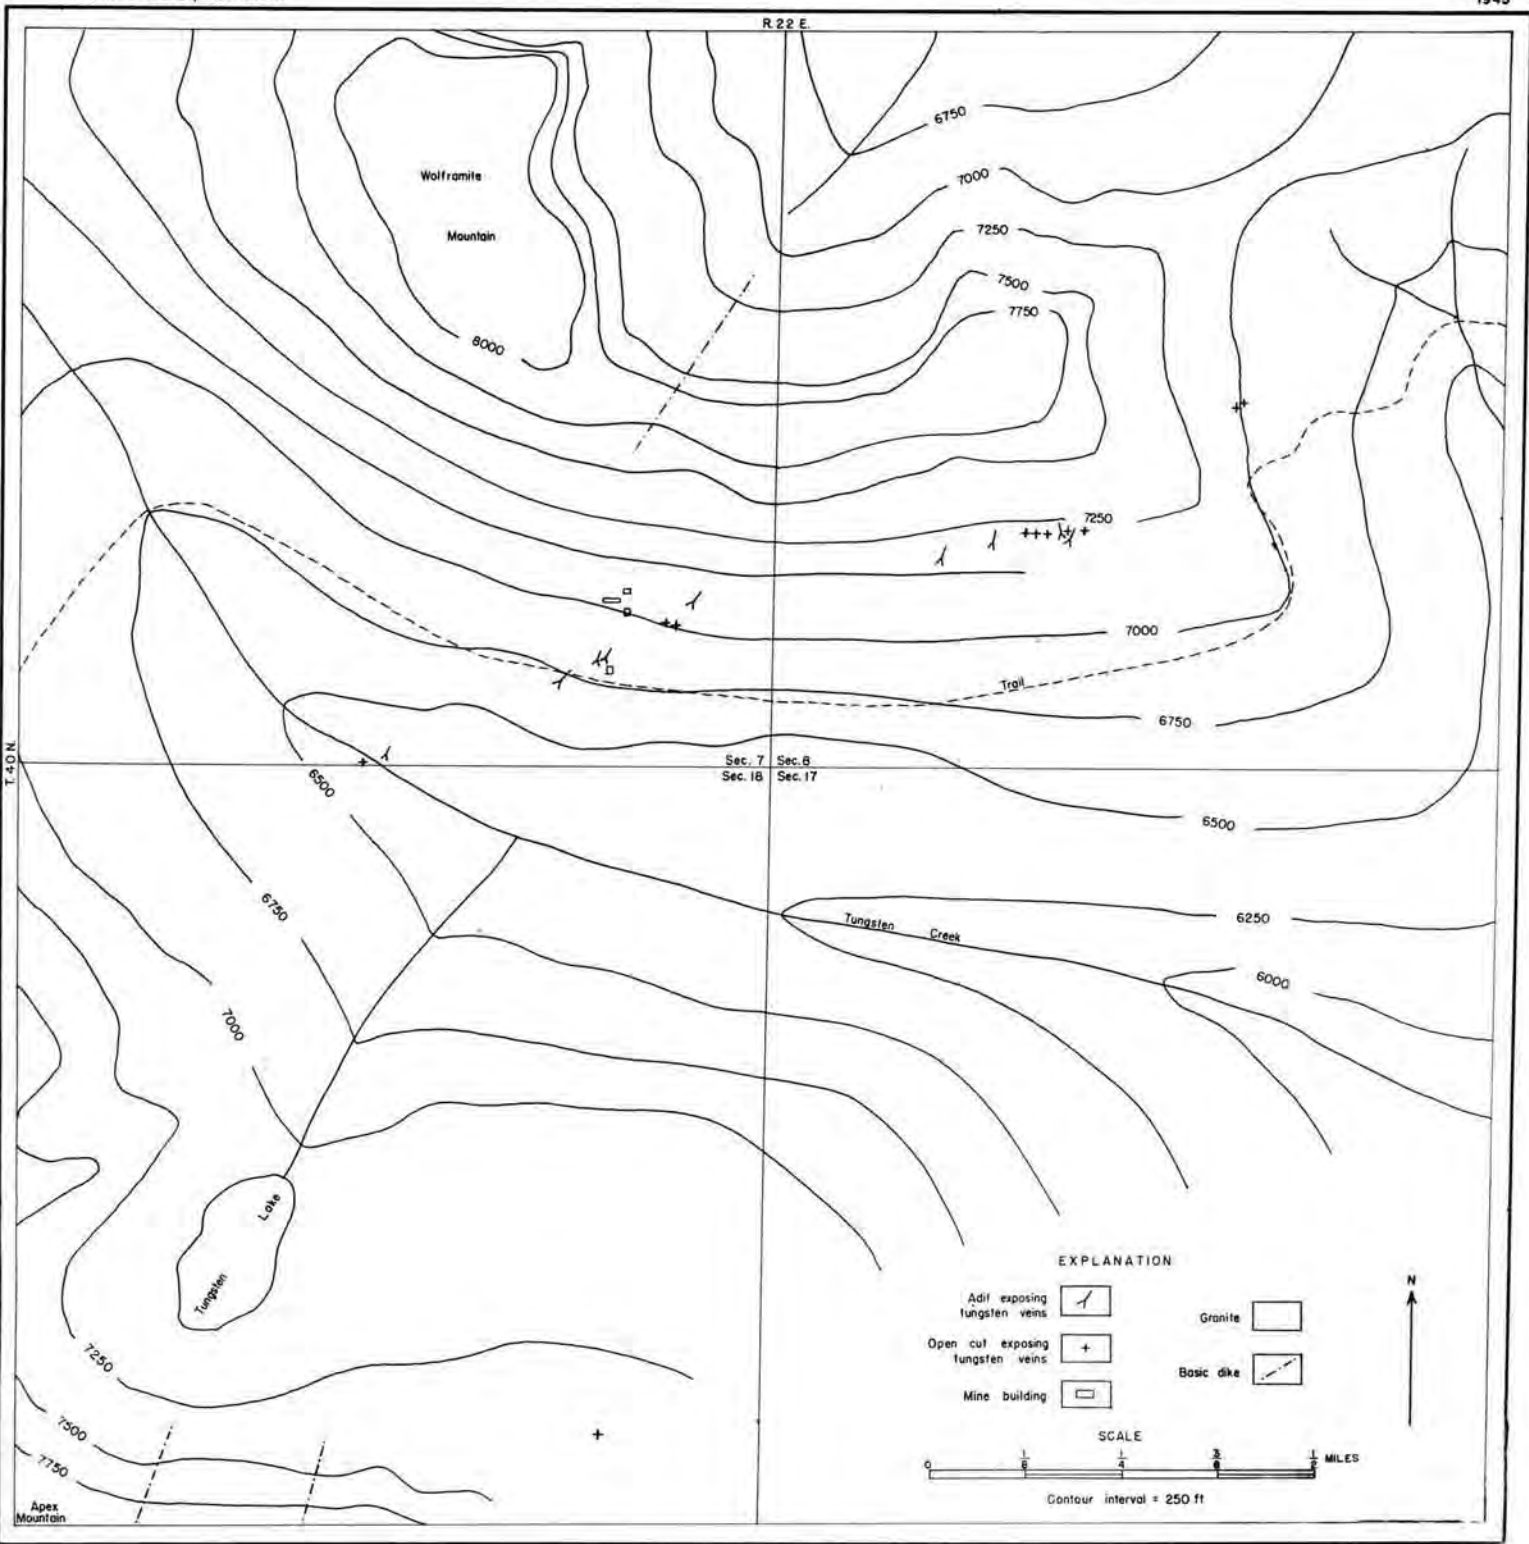 R. 22 E.
6750
Wolframite
Mountain
7000
7250
7500
7750
8000
7250
7000
Trail
6750
T. 40 N.
Sec. 7 Sec. 8
Sec. 18 Sec. 17
6500
6500
6750
Tungsten Creek
6250
6000
7000
Tungsten Lake
EXPLANATION
Adit exposing
tungsten veins
Granite
Open cut exposing
tungsten veins
Basic dike
Mine building
N
7250
7500
7750
SCALE
0 1/8 1/4 3/8 1/2 MILES
Contour interval = 250 ft
Apex
Mountain